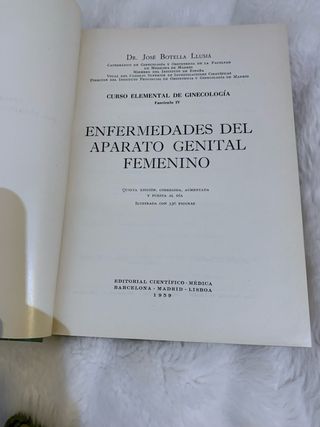 Dr. José Botella Llusiá
Catedrático de Ginecología y Obstetricia de la Facultad
de Medicina de Madrid
Miembro del Instituto de España
Vocal del Consejo Superior de Investigaciones Científicas
Director del Instituto Provincial de Obstetricia y Ginecología de Madrid
CURSO ELEMENTAL DE GINECOLOGÍA
Fascículo IV
ENFERMEDADES DEL
APARATO GENITAL
FEMENINO
Quinta edición, corregida, aumentada
y puesta al día
Ilustrada con 336 figuras
EDITORIAL CIENTÍFICO-MÉDICA
BARCELONA - MADRID - LISBOA
1959